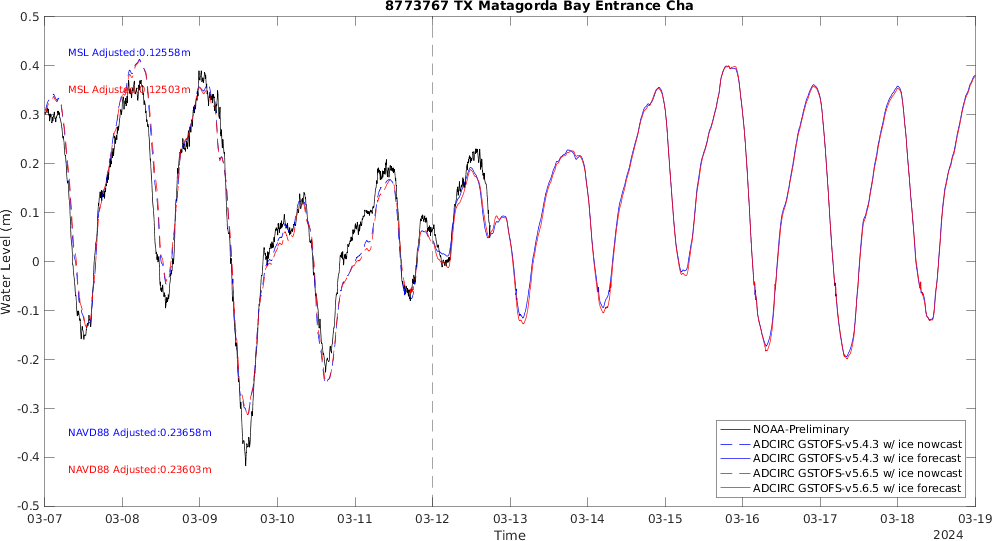 8773767 TX Matagorda Bay Entrance Cha
Water Level (m)
0.5
0.4
0.3
0.2
0.1
0
-0.1
-0.2
-0.3
-0.4
-0.5
MSL Adjusted:0.12558m
MSL Adjusted:0.12503m
NAVD88 Adjusted:0.23658m
NAVD88 Adjusted:0.23603m
NOAA-Preliminary
ADCIRC GSTOFS-v5.4.3 w/ ice nowcast
ADCIRC GSTOFS-v5.4.3 w/ ice forecast
ADCIRC GSTOFS-v5.6.5 w/ ice nowcast
ADCIRC GSTOFS-v5.6.5 w/ ice forecast
03-07 03-08 03-09 03-10 03-11 03-12 03-13 03-14 03-15 03-16 03-17 03-18 03-19
Time
2024